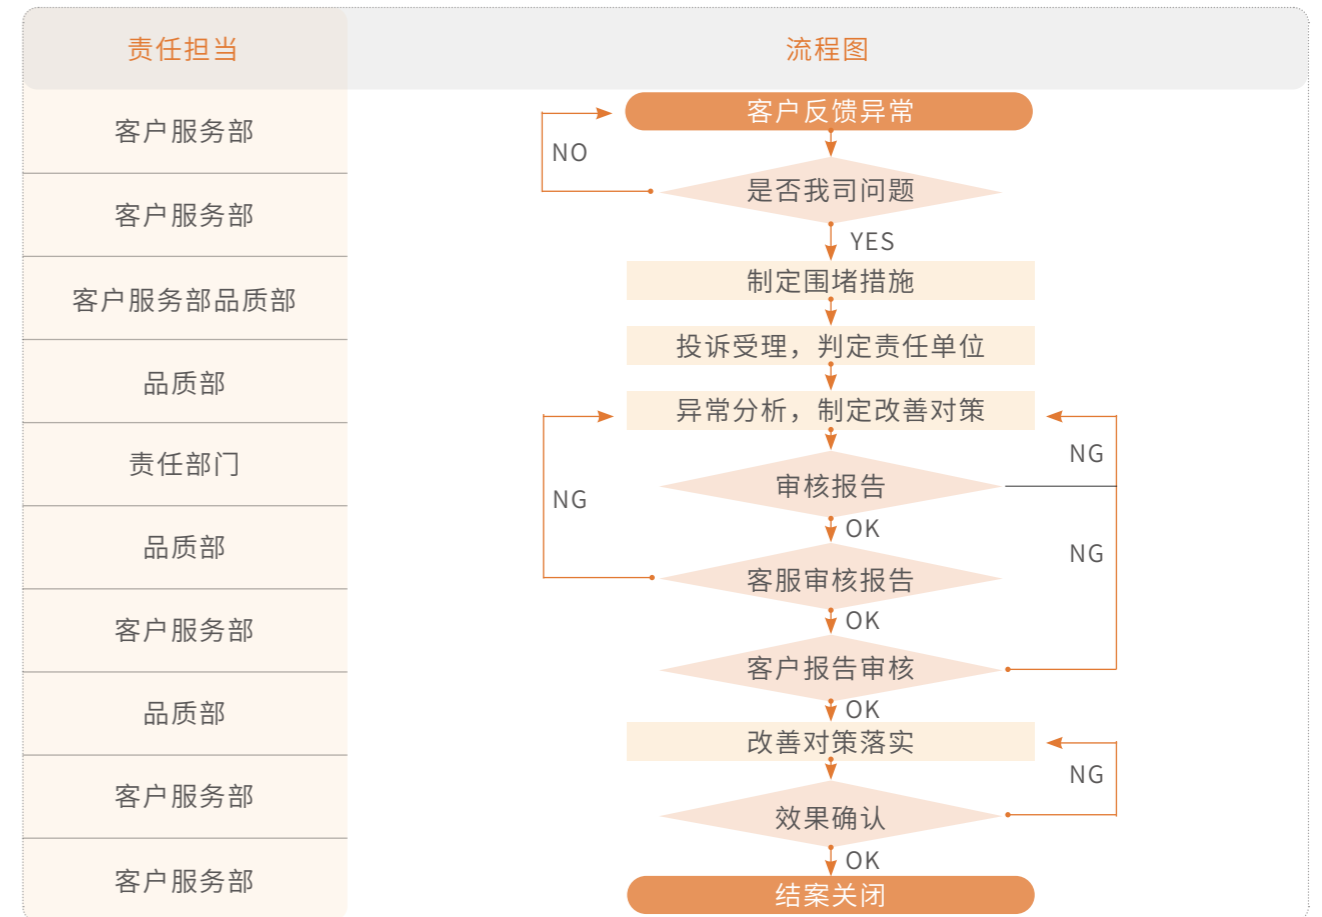 责任担当
流程图
客户服务部
客户服务部
客户服务部品质部
品质部
责任部门
品质部
客户服务部
品质部
客户服务部
客户服务部
客户反馈异常
NO
是否我司问题
YES
制定围堵措施
投诉受理，判定责任单位
异常分析，制定改善对策
NG
审核报告
NG
OK
NG
客服审核报告
OK
客户报告审核
OK
改善对策落实
NG
效果确认
OK
结案关闭